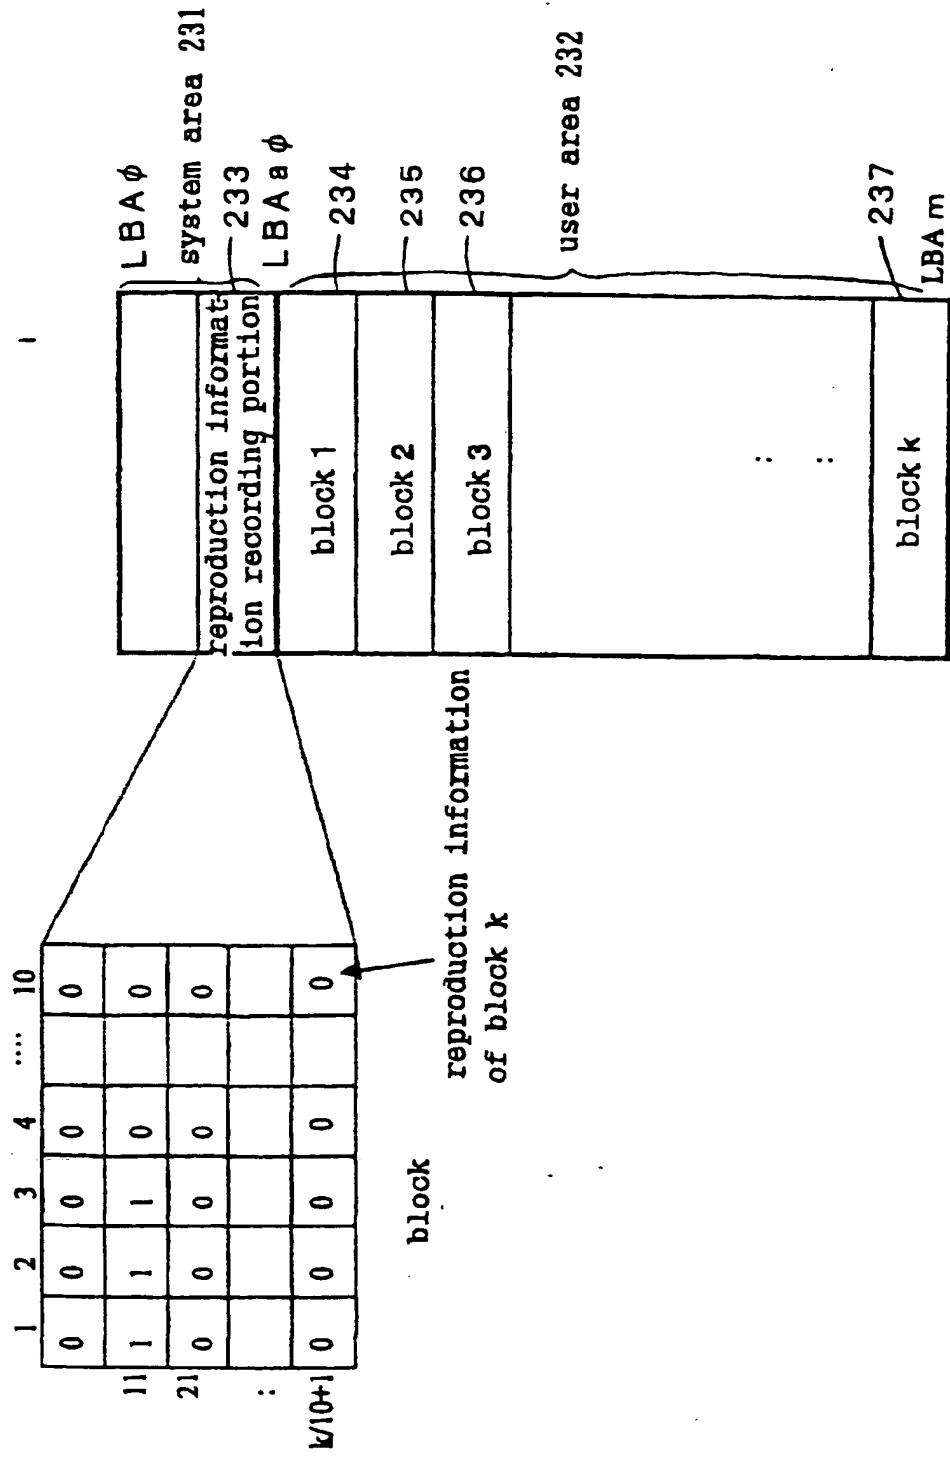 1 2 3 4 .... 10
0 0 0 0 0
11 1 1 1 0 0
21 0 0 0 0 0
:
k/10+1 0 0 0 0 0
block
reproduction information
of block k
LBAϕ
system area 231
reproduction informat-
ion recording portion
233
LBAaϕ
block 1
234
block 2
235
block 3
236
user area 232
: :
block k
237
LBAm